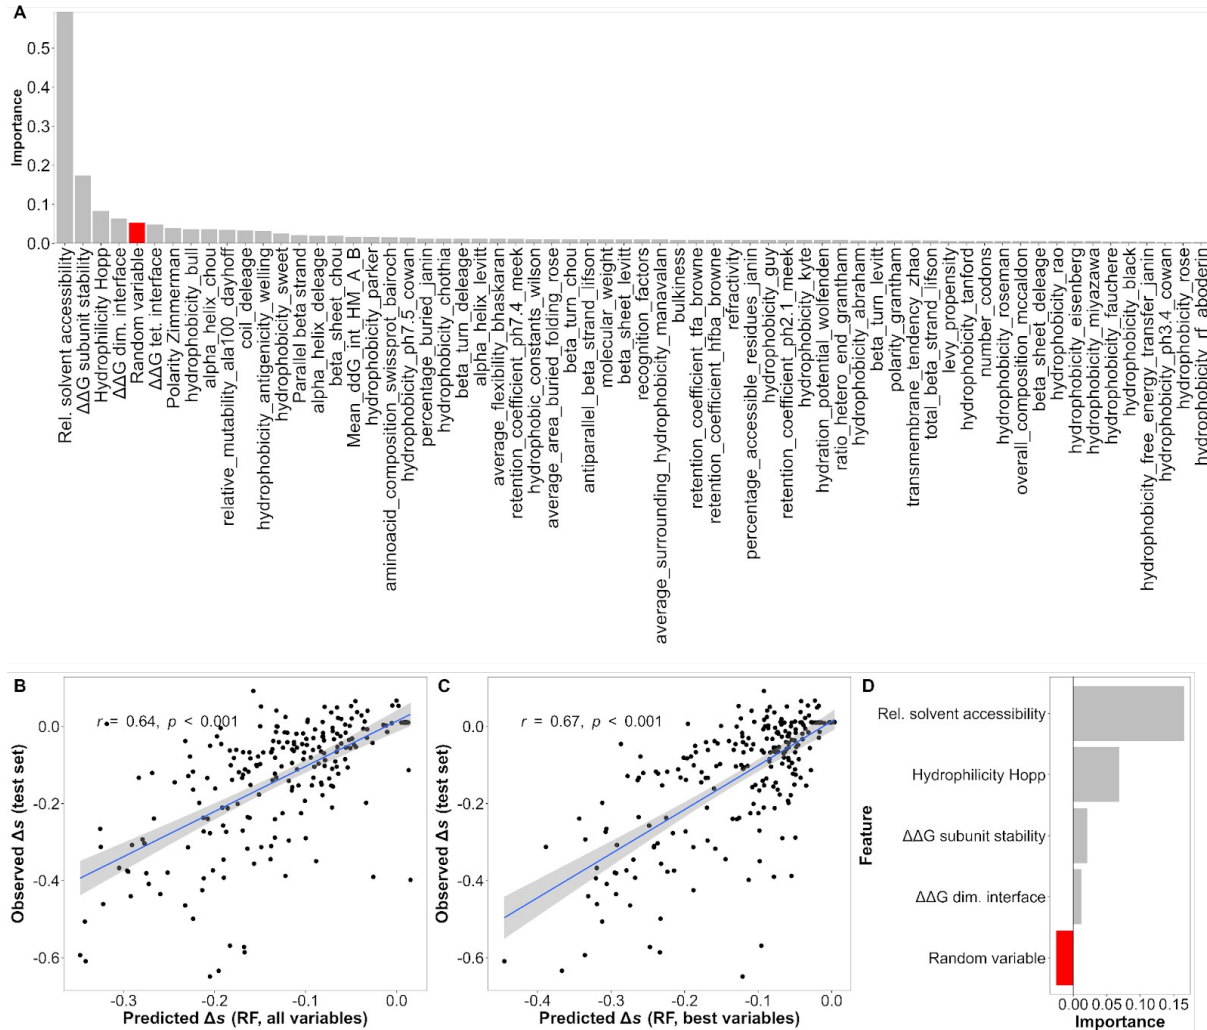 A
Importance
0.5
0.4
0.3
0.2
0.1
0.0
Rel. solvent accessibility
ΔΔG subunit stability
Hydrophilicity Hopp
ΔΔG dim. interface
Random variable
ΔΔG tet. interface
Polarity Zimmerman
hydrophobicity_bull
alpha_helix_chou
relative_mutability_ala100_dayhoff
coil_deleage
hydrophobicity_antigenicity_welling
hydrophobicity_sweet
Parallel beta strand
alpha_helix_deleage
beta_sheet_chou
Mean_ddG_int_HM_A_B
hydrophobicity_parker
aminoacid_composition_swissprot_bairoch
hydrophobicity_ph7.5_cowan
percentage_buried_janin
hydrophobicity_chothia
beta_turn_deleage
alpha_helix_levitt
average_flexibility_bhaskaran
retention_coefficient_ph7.4_meek
hydrophobic_constants_wilson
average_area_buried_folding_rose
beta_turn_chou
antiparallel_beta_strand_lifson
molecular_weight
beta_sheet_levitt
recognition_factors
average_surrounding_hydrophobicity_manavalan
bulkiness
retention_coefficient_tfa_browne
retention_coefficient_hfba_browne
refractivity
percentage_accessible_residues_janin
hydrophobicity_guy
retention_coefficient_ph2.1_meek
hydrophobicity_kyte
hydration_potential_wolfenden
ratio_hetero_end_grantham
hydrophobicity_abraham
beta_turn_levitt
polarity_grantham
transmembrane_tendency_zhao
total_beta_strand_lifson
levy_propensity
hydrophobicity_tanford
number_codons
hydrophobicity_roseman
overall_composition_mccaldon
beta_sheet_deleage
hydrophobicity_rao
hydrophobicity_eisenberg
hydrophobicity_miyazawa
hydrophobicity_fauchere
hydrophobicity_black
hydrophobicity_free_energy_transfer_janin
hydrophobicity_ph3.4_cowan
hydrophobicity_rose
hydrophobicity_rf_aboderin
B
r = 0.64, p < 0.001
Observed Δs (test set)
0.0
-0.2
-0.4
-0.6
-0.3
-0.2
-0.1
0.0
Predicted Δs (RF, all variables)
C
r = 0.67, p < 0.001
Observed Δs (test set)
0.0
-0.2
-0.4
-0.6
-0.4
-0.3
-0.2
-0.1
0.0
Predicted Δs (RF, best variables)
D
Feature
Rel. solvent accessibility
Hydrophilicity Hopp
ΔΔG subunit stability
ΔΔG dim. interface
Random variable
0.00
0.05
0.10
0.15
Importance